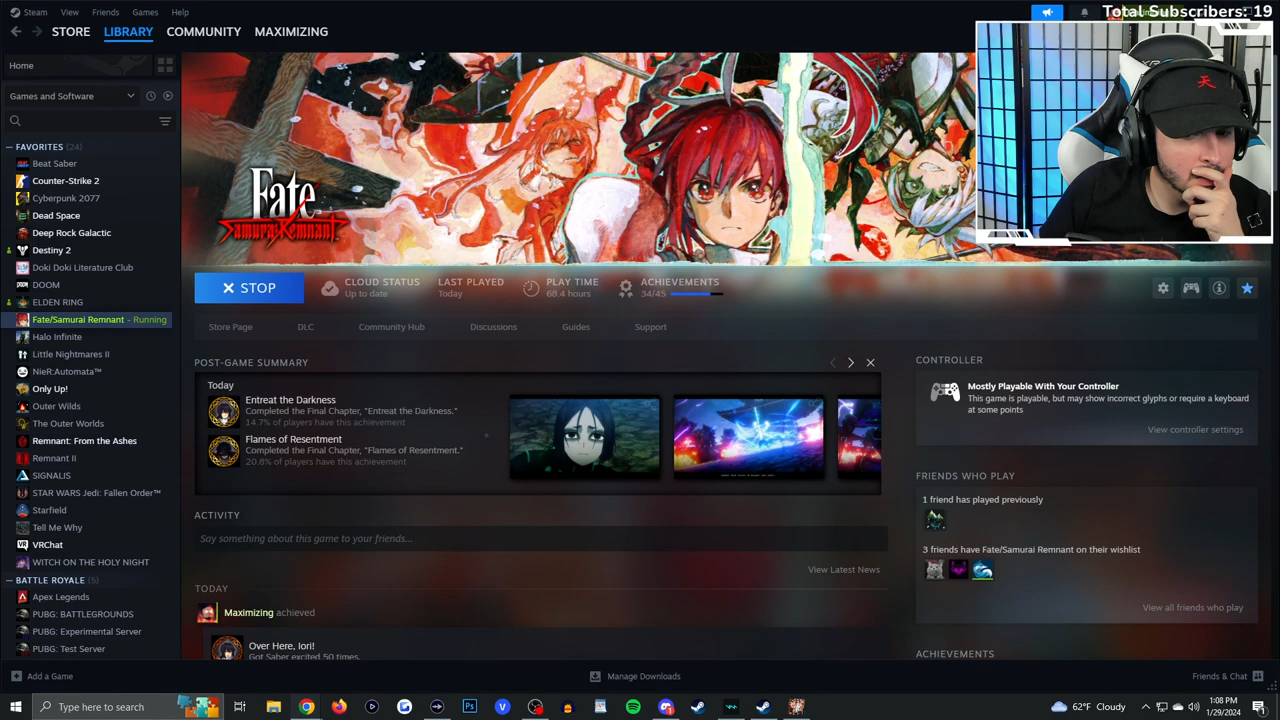 Steam View Friends Games Help
Total Subscribers: 19
STORE LIBRARY COMMUNITY MAXIMIZING
Home
Games and Software
FAVORITES (24)
Beat Saber
Counter-Strike 2
Cyberpunk 2077
Dead Space
Deep Rock Galactic
Destiny 2
Doki Doki Literature Club
DOOM
ELDEN RING
Fate/Samurai Remnant - Running
Halo Infinite
Little Nightmares II
NieR:Automata™
Only Up!
Outer Wilds
The Outer Worlds
Remnant: From the Ashes
Remnant II
SIGNALIS
STAR WARS Jedi: Fallen Order™
Starfield
Tell Me Why
VRChat
WITCH ON THE HOLY NIGHT
BATTLE ROYALE (5)
Apex Legends
PUBG: BATTLEGROUNDS
PUBG: Experimental Server
PUBG: Test Server
Fate
Samurai Remnant
天
STOP
CLOUD STATUS
Up to date
LAST PLAYED
Today
PLAY TIME
68.4 hours
ACHIEVEMENTS
34/45
Store Page DLC Community Hub Discussions Guides Support
POST-GAME SUMMARY
Today
Entreat the Darkness
Completed the Final Chapter, "Entreat the Darkness."
14.7% of players have this achievement
Flames of Resentment
Completed the Final Chapter, "Flames of Resentment."
20.8% of players have this achievement
ACTIVITY
Say something about this game to your friends...
View Latest News
TODAY
Maximizing achieved
Over Here, Iori!
Got Saber excited 50 times.
CONTROLLER
Mostly Playable With Your Controller
This game is playable, but may show incorrect glyphs or require a keyboard
at some points
View controller settings
FRIENDS WHO PLAY
1 friend has played previously
3 friends have Fate/Samurai Remnant on their wishlist
View all friends who play
ACHIEVEMENTS
Add a Game
Manage Downloads
Friends & Chat
Type here to search
62°F Cloudy
1:08 PM
1/29/2024